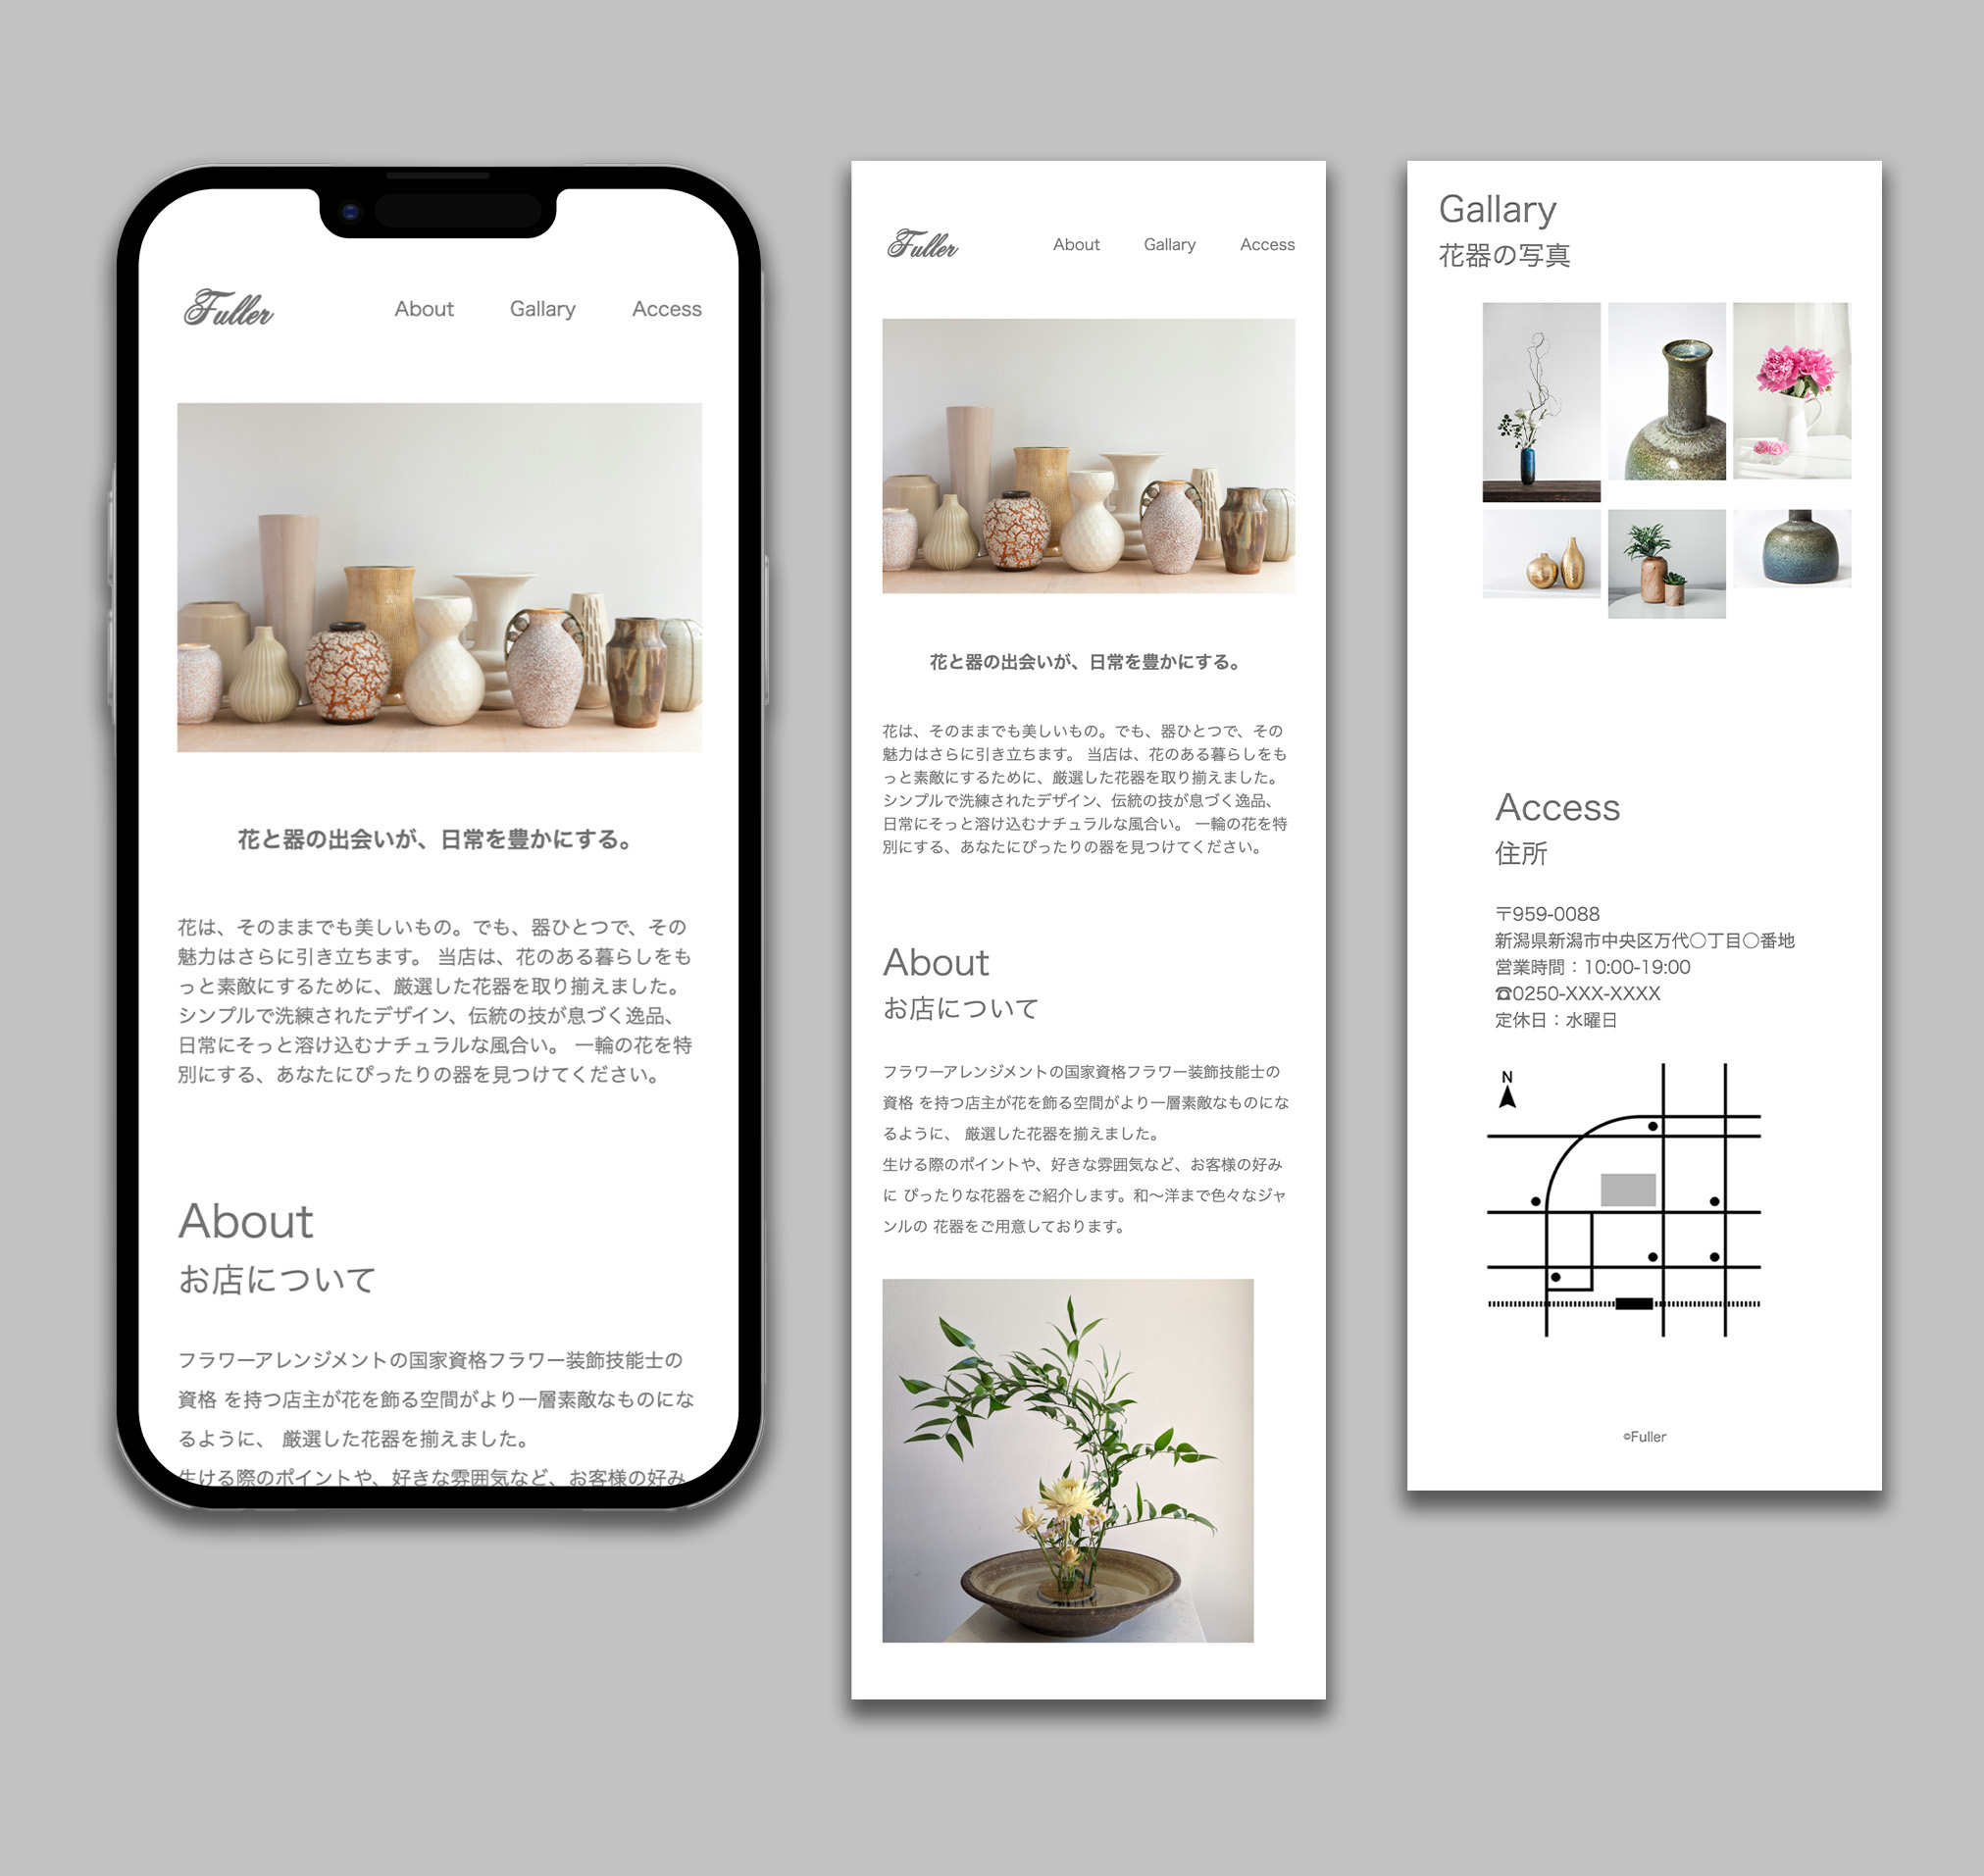 Fuller
About Gallary Access
花と器の出会いが、日常を豊かにする。
花は、そのままでも美しいもの。でも、器ひとつで、その
魅力はさらに引き立ちます。 当店は、花のある暮らしをも
っと素敵にするために、厳選した花器を取り揃えました。
シンプルで洗練されたデザイン、伝統の技が息づく逸品、
日常にそっと溶け込むナチュラルな風合い。 一輪の花を特
別にする、あなたにぴったりの器を見つけてください。
About
お店について
フラワーアレンジメントの国家資格フラワー装飾技能士の
資格 を持つ店主が花を飾る空間がより一層素敵なものにな
るように、 厳選した花器を揃えました。
生ける際のポイントや、好きな雰囲気など、お客様の好み
Fuller
About Gallary Access
花と器の出会いが、日常を豊かにする。
花は、そのままでも美しいもの。でも、器ひとつで、その
魅力はさらに引き立ちます。 当店は、花のある暮らしをも
っと素敵にするために、厳選した花器を取り揃えました。
シンプルで洗練されたデザイン、伝統の技が息づく逸品、
日常にそっと溶け込むナチュラルな風合い。 一輪の花を特
別にする、あなたにぴったりの器を見つけてください。
About
お店について
フラワーアレンジメントの国家資格フラワー装飾技能士の
資格 を持つ店主が花を飾る空間がより一層素敵なものにな
るように、 厳選した花器を揃えました。
生ける際のポイントや、好きな雰囲気など、お客様の好み
に ぴったりな花器をご紹介します。和〜洋まで色々なジャ
ンルの 花器をご用意しております。
Gallary
花器の写真
Access
住所
〒959-0088
新潟県新潟市中央区万代○丁目○番地
営業時間：10:00-19:00
☎0250-XXX-XXXX
定休日：水曜日
N
©Fuller